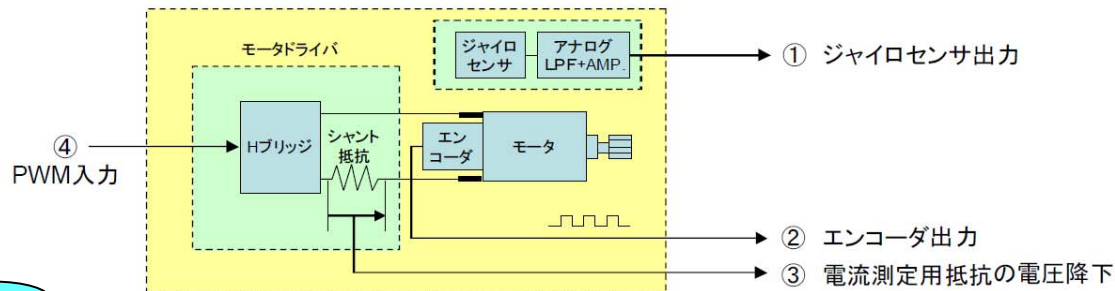 モータドライバ
ジャイロ
センサ
アナログ
LPF+AMP.
① ジャイロセンサ出力
④
PWM入力
Hブリッジ
シャント
抵抗
エン
コーダ
モータ
② エンコーダ出力
③ 電流測定用抵抗の電圧降下